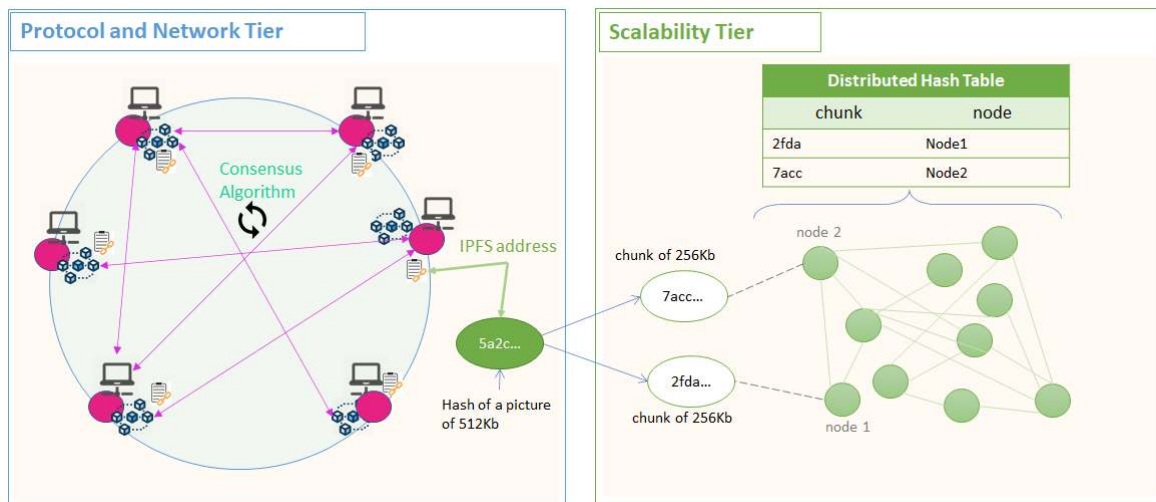 Protocol and Network Tier
Consensus
Algorithm
IPFS address
5a2c...
Hash of a picture
of 512Kb
Scalability Tier
Distributed Hash Table
chunk node
2fda Node1
7acc Node2
node 2
chunk of 256Kb
7acc...
2fda...
chunk of 256Kb
node 1